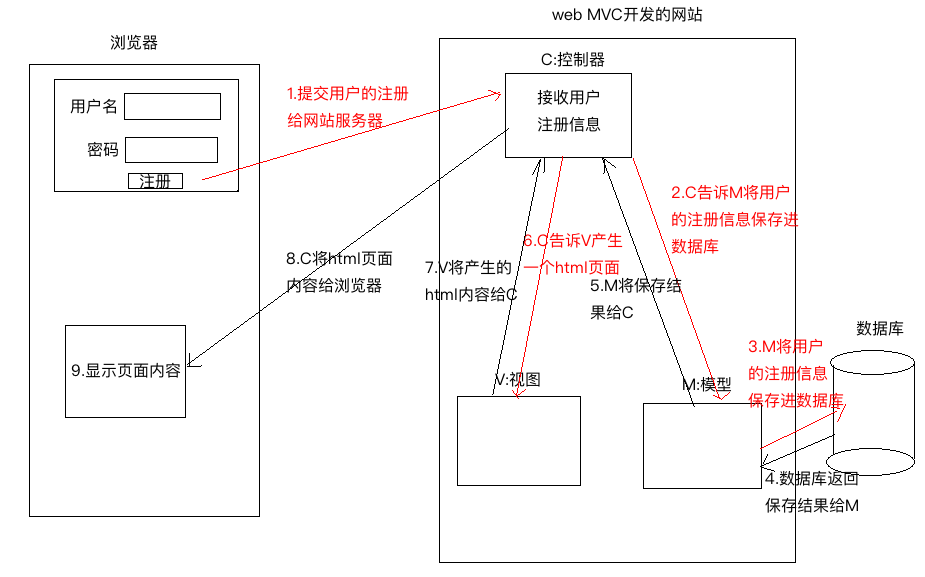 web MVC开发的网站
浏览器
C:控制器
用户名
密码
注册
1.提交用户的注册
给网站服务器
接收用户
注册信息
2.C告诉M将用户
的注册信息保存进
数据库
6.C告诉V产生
一个html页面
7.V将产生的
html内容给C
8.C将html页面
内容给浏览器
5.M将保存结
果给C
9.显示页面内容
V:视图
M:模型
数据库
3.M将用户
的注册信息
保存进数据库
4.数据库返回
保存结果给M